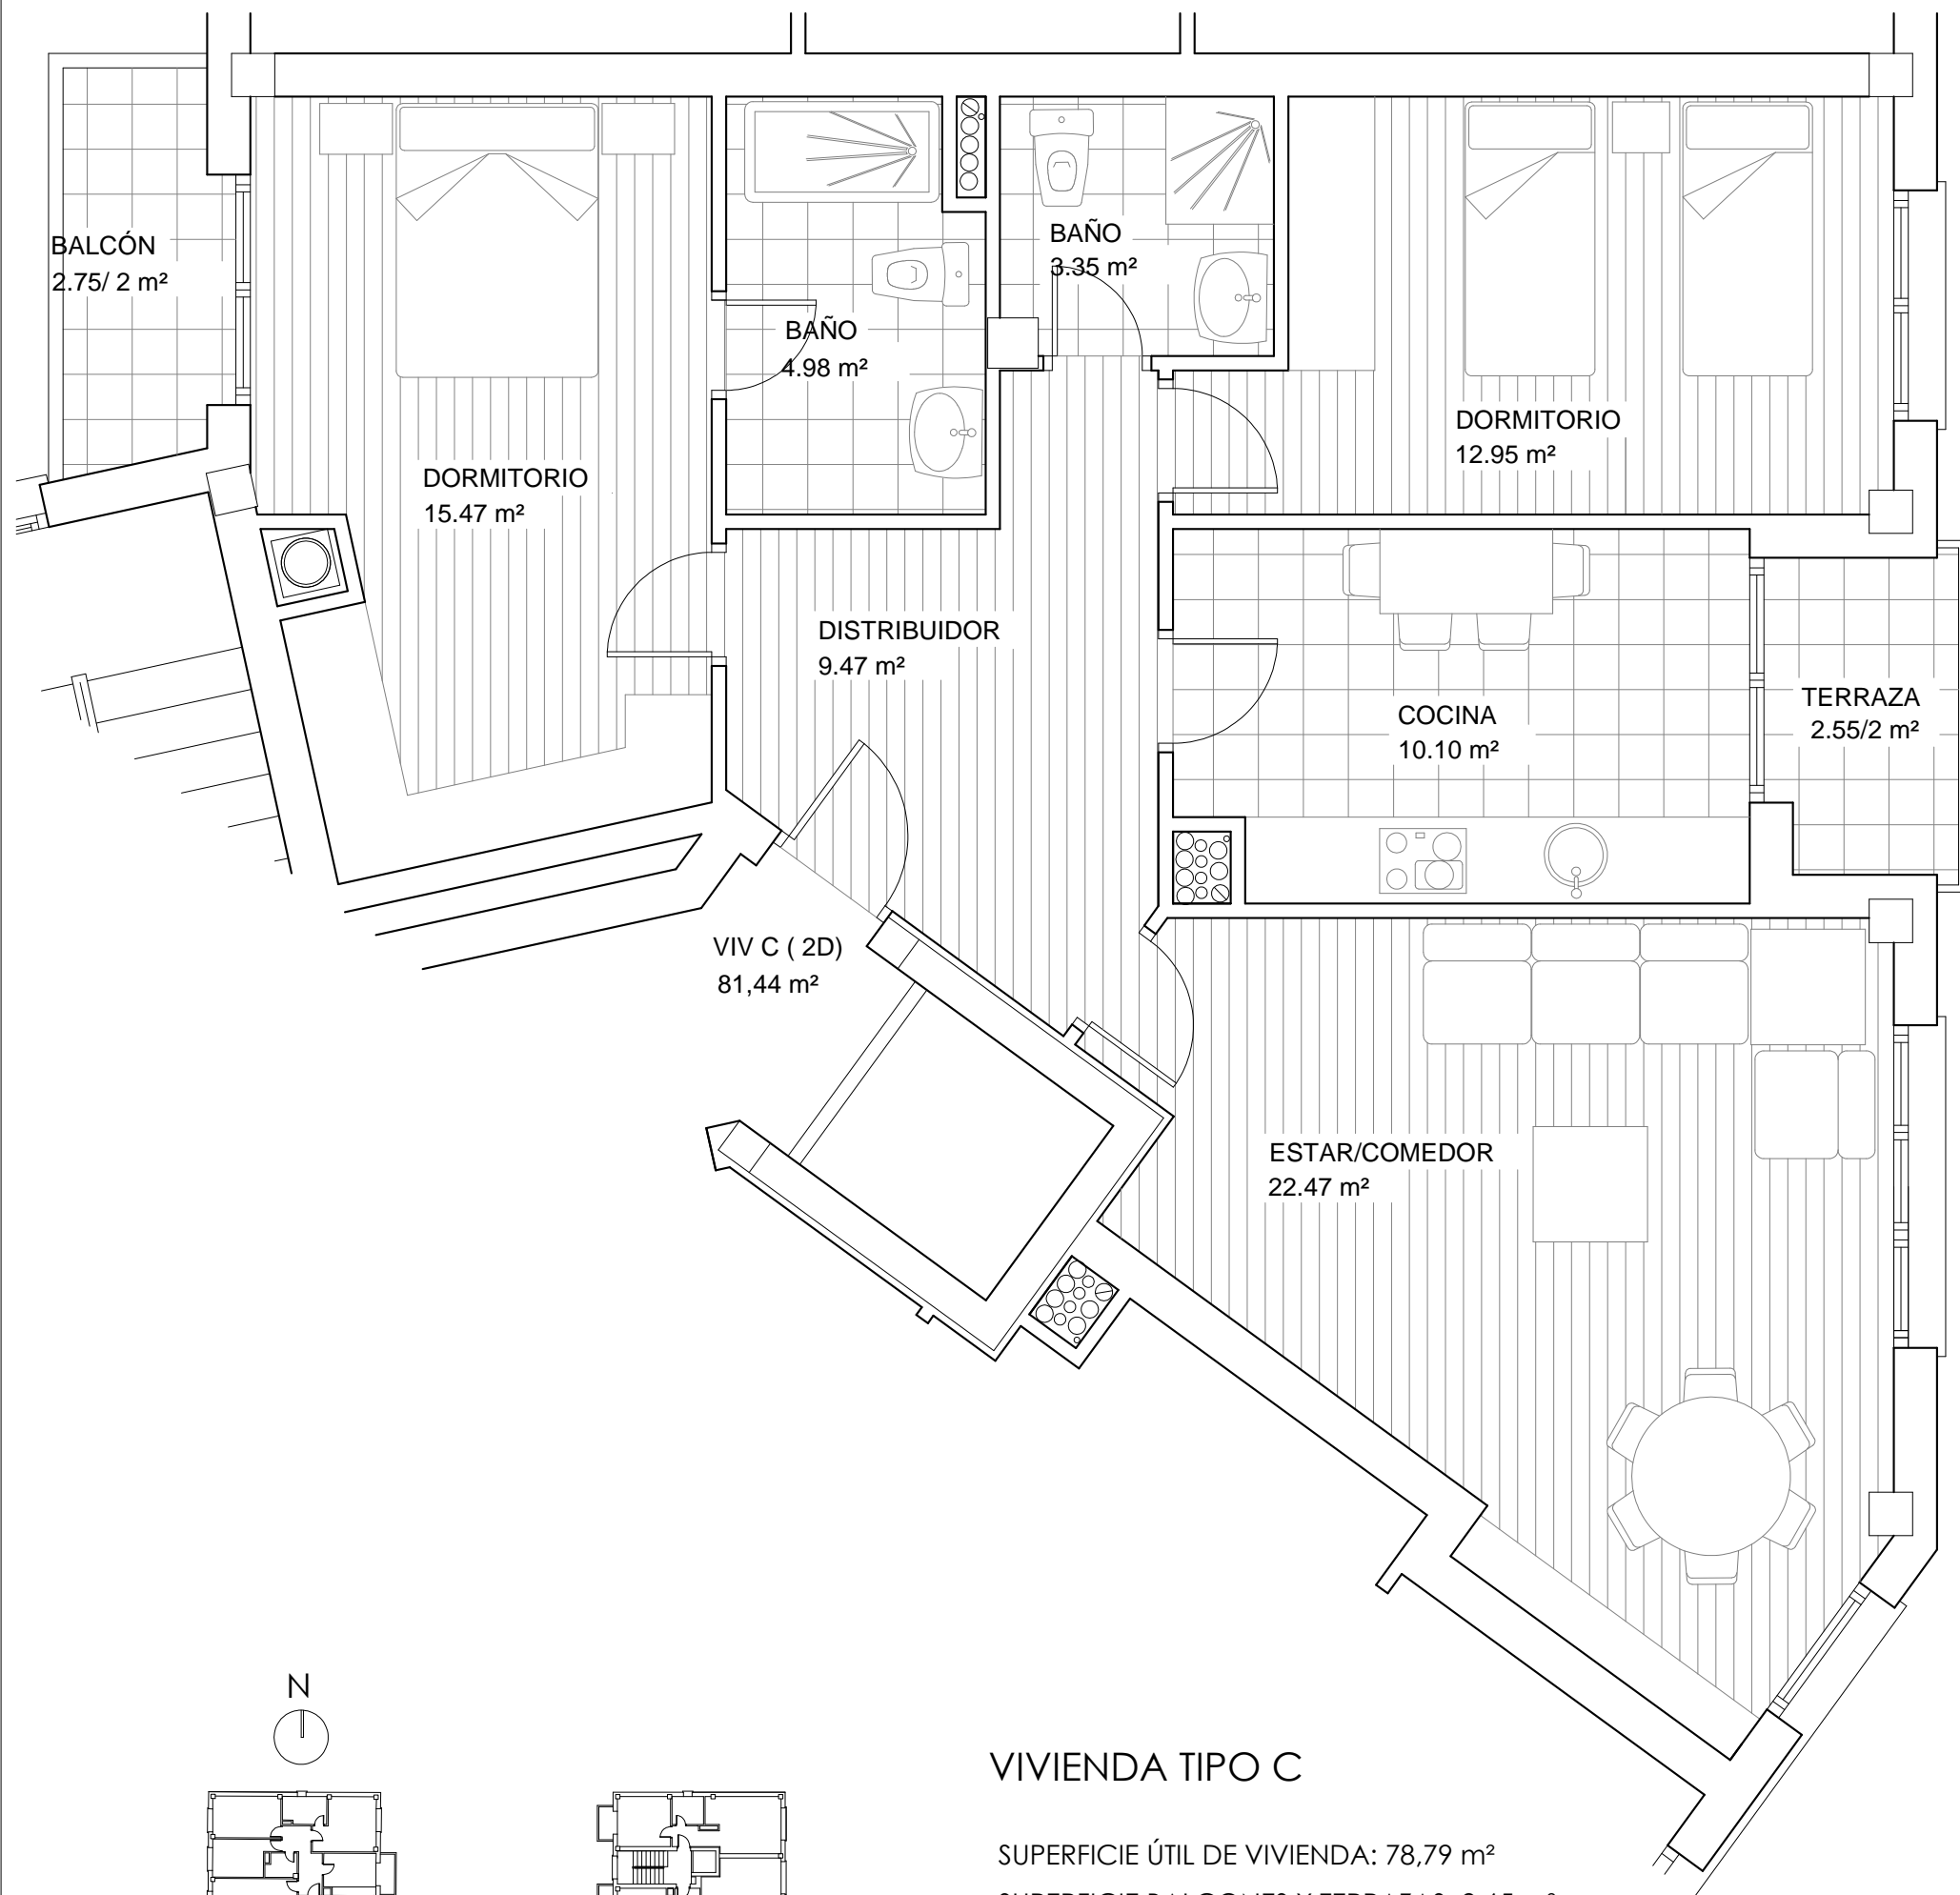 BALCÓN
2.75/ 2 m²
DORMITORIO
15.47 m²
BAÑO
4.98 m²
BAÑO
3.35 m²
DORMITORIO
12.95 m²
DISTRIBUIDOR
9.47 m²
COCINA
10.10 m²
TERRAZA
2.55/2 m²
VIV C ( 2D)
81,44 m²
ESTAR/COMEDOR
22.47 m²
N
VIVIENDA TIPO C
SUPERFICIE ÚTIL DE VIVIENDA: 78,79 m²